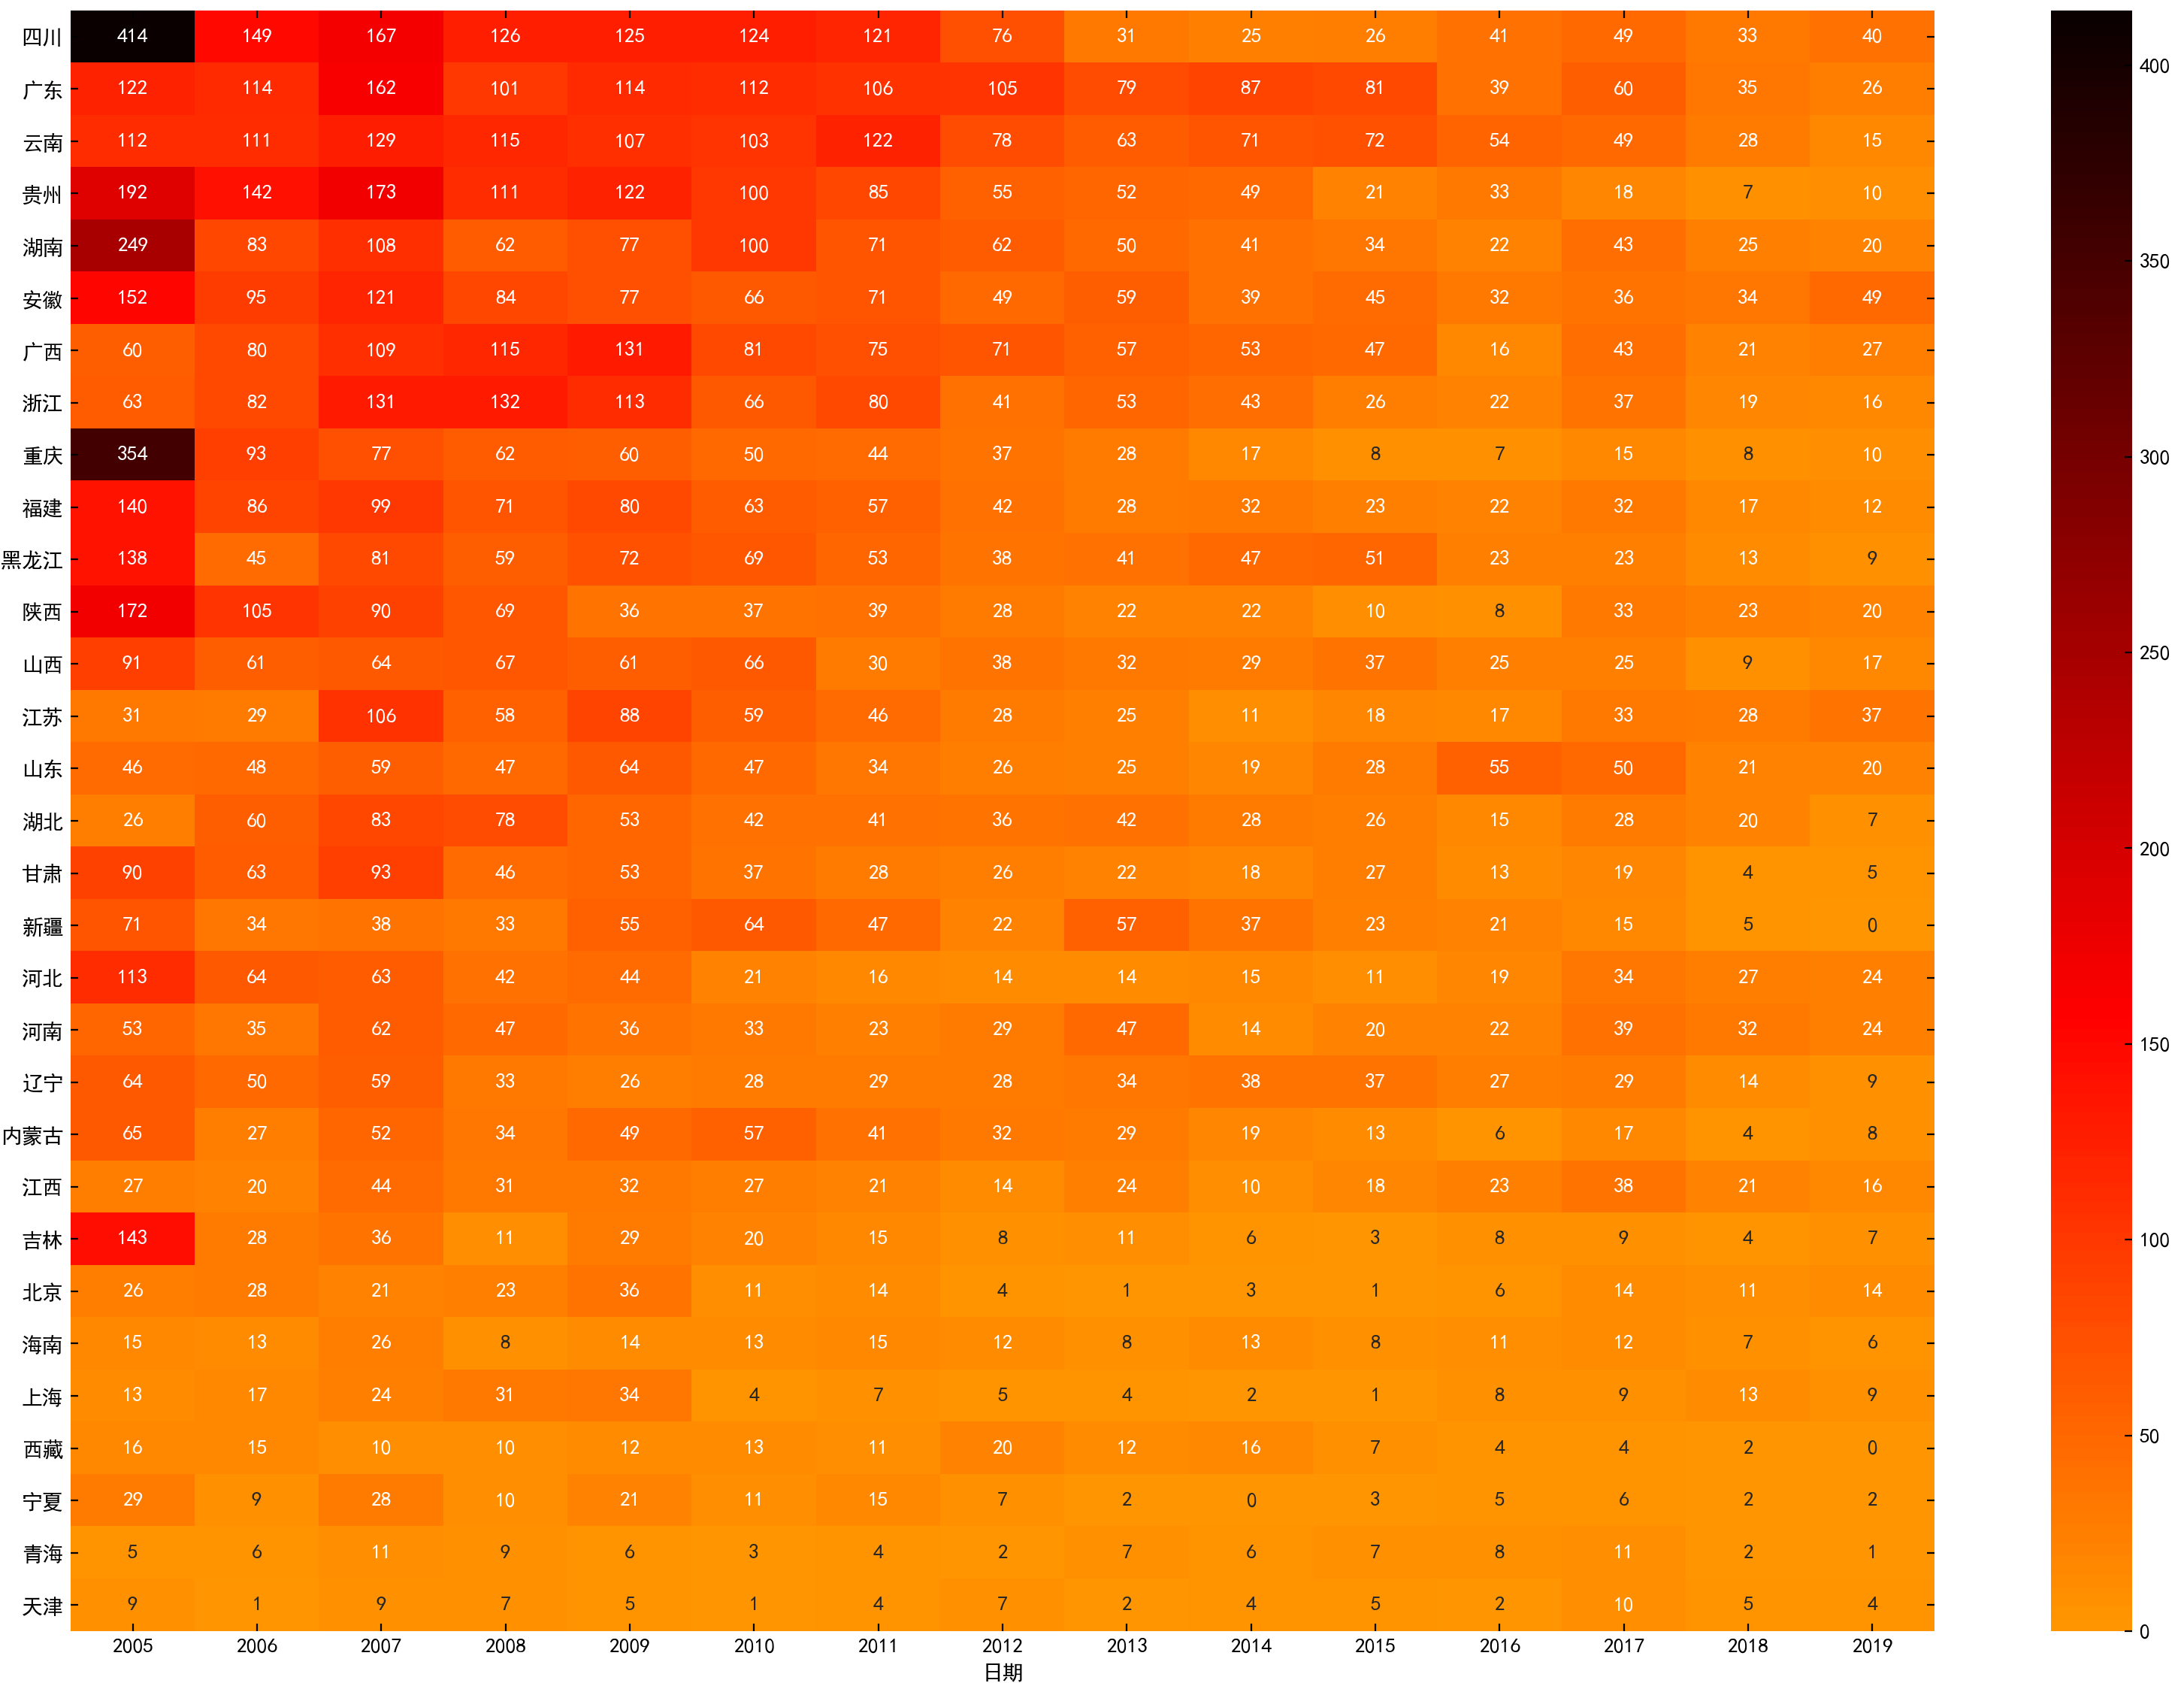 四川 414 149 167 126 125 124 121 76 31 25 26 41 49 33 40
广东 122 114 162 101 114 112 106 105 79 87 81 39 60 35 26
云南 112 111 129 115 107 103 122 78 63 71 72 54 49 28 15
贵州 192 142 173 111 122 100 85 55 52 49 21 33 18 7 10
湖南 249 83 108 62 77 100 71 62 50 41 34 22 43 25 20
安徽 152 95 121 84 77 66 71 49 59 39 45 32 36 34 49
广西 60 80 109 115 131 81 75 71 57 53 47 16 43 21 27
浙江 63 82 131 132 113 66 80 41 53 43 26 22 37 19 16
重庆 354 93 77 62 60 50 44 37 28 17 8 7 15 8 10
福建 140 86 99 71 80 63 57 42 28 32 23 22 32 17 12
黑龙江 138 45 81 59 72 69 53 38 41 47 51 23 23 13 9
陕西 172 105 90 69 36 37 39 28 22 22 10 8 33 23 20
山西 91 61 64 67 61 66 30 38 32 29 37 25 25 9 17
江苏 31 29 106 58 88 59 46 28 25 11 18 17 33 28 37
山东 46 48 59 47 64 47 34 26 25 19 28 55 50 21 20
湖北 26 60 83 78 53 42 41 36 42 28 26 15 28 20 7
甘肃 90 63 93 46 53 37 28 26 22 18 27 13 19 4 5
新疆 71 34 38 33 55 64 47 22 57 37 23 21 15 5 0
河北 113 64 63 42 44 21 16 14 14 15 11 19 34 27 24
河南 53 35 62 47 36 33 23 29 47 14 20 22 39 32 24
辽宁 64 50 59 33 26 28 29 28 34 38 37 27 29 14 9
内蒙古 65 27 52 34 49 57 41 32 29 19 13 6 17 4 8
江西 27 20 44 31 32 27 21 14 24 10 18 23 38 21 16
吉林 143 28 36 11 29 20 15 8 11 6 3 8 9 4 7
北京 26 28 21 23 36 11 14 4 1 3 1 6 14 11 14
海南 15 13 26 8 14 13 15 12 8 13 8 11 12 7 6
上海 13 17 24 31 34 4 7 5 4 2 1 8 9 13 9
西藏 16 15 10 10 12 13 11 20 12 16 7 4 4 2 0
宁夏 29 9 28 10 21 11 15 7 2 0 3 5 6 2 2
青海 5 6 11 9 6 3 4 2 7 6 7 8 11 2 1
天津 9 1 9 7 5 1 4 7 2 4 5 2 10 5 4
2005 2006 2007 2008 2009 2010 2011 2012 2013 2014 2015 2016 2017 2018 2019
日期
400
350
300
250
200
150
100
50
0